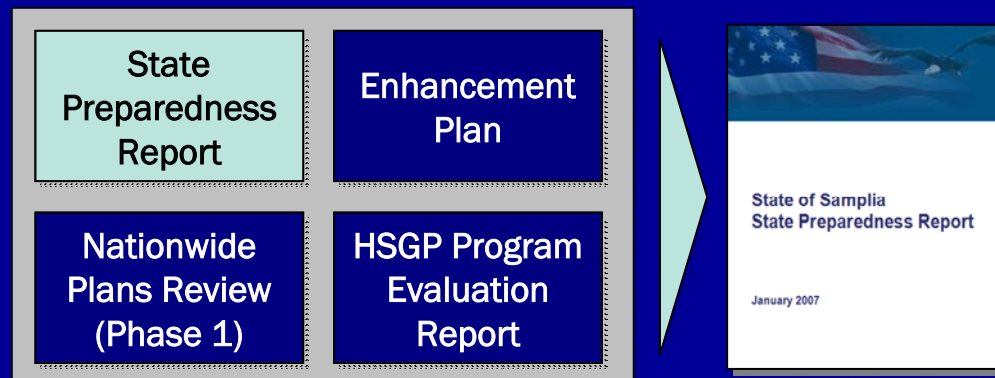 State
Preparedness
Report
Enhancement
Plan
Nationwide
Plans Review
(Phase 1)
HSGP Program
Evaluation
Report
State of Samplia
State Preparedness Report
January 2007